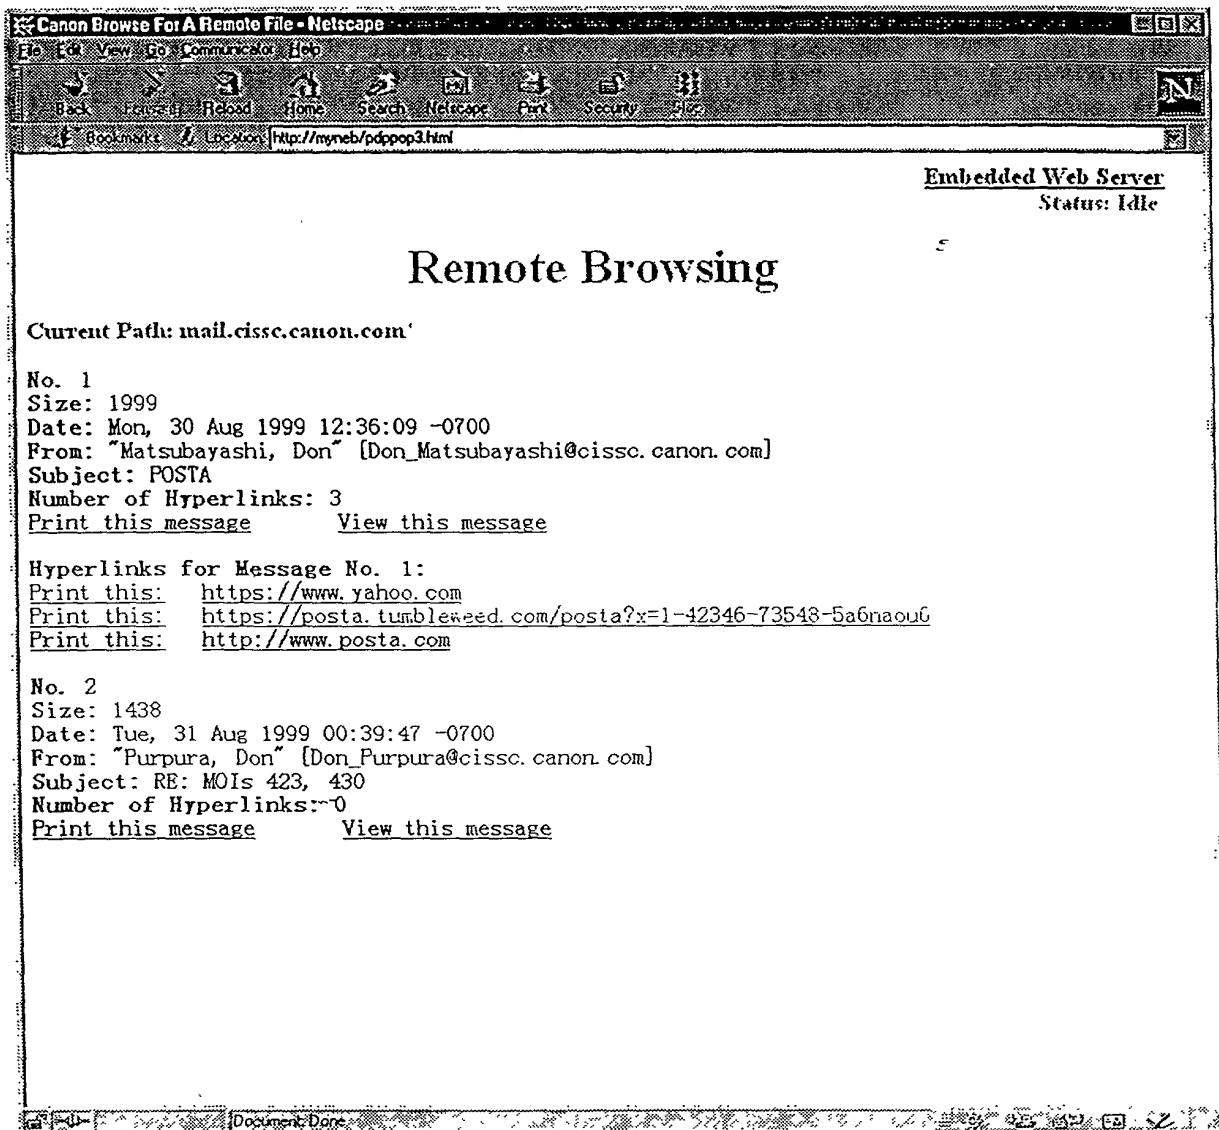 Canon Browse For A Remote File - Netscape
File Edit View Go Communicator Help
Back Forward Reload Home Search Netscape Print Security Stop
Bookmarks Location: http://myneb/pdppop3.html
Embedded Web Server
Status: Idle
Remote Browsing
Current Path: mail.cissc.canon.com
No. 1
Size: 1999
Date: Mon, 30 Aug 1999 12:36:09 -0700
From: "Matsubayashi, Don" [Don_Matsubayashi@cissc.canon.com]
Subject: POSTA
Number of Hyperlinks: 3
Print this message View this message
Hyperlinks for Message No. 1:
Print this: https://www.yahoo.com
Print this: https://posta.tumbleweed.com/posta?x=1-42346-73548-5a6naou6
Print this: http://www.posta.com
No. 2
Size: 1438
Date: Tue, 31 Aug 1999 00:39:47 -0700
From: "Purpura, Don" [Don_Purpura@cissc.canon.com]
Subject: RE: MOIs 423, 430
Number of Hyperlinks: 0
Print this message View this message
Document: Done